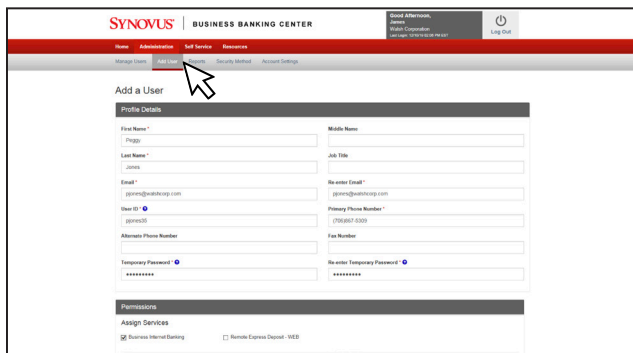 SYNOVUS® BUSINESS BANKING CENTER
Good Afternoon,
James
Walsh Corporation
Log Out
Home Administration Self Service Resources
Manage Users Add User Reports Security Method Account Settings
Add a User
Profile Details
First Name * Middle Name
Peggy
Last Name * Job Title
Jones
Email * Re-enter Email *
pjones@walshcorp.com pjones@walshcorp.com
User ID * Primary Phone Number *
pjones35 (706)867-5309
Alternate Phone Number Fax Number
Temporary Password * Re-enter Temporary Password *
Permissions
Assign Services
Business Internet Banking Remote Express Deposit - WEB